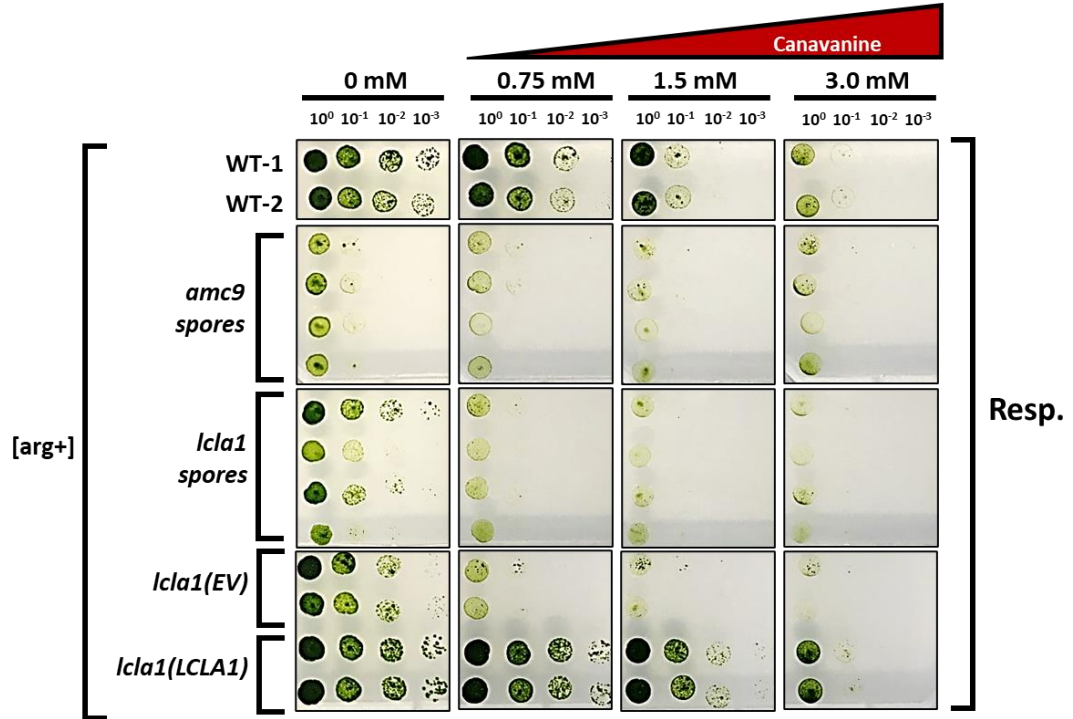 Canavanine
0 mM 0.75 mM 1.5 mM 3.0 mM
10⁰ 10⁻¹ 10⁻² 10⁻³ 10⁰ 10⁻¹ 10⁻² 10⁻³ 10⁰ 10⁻¹ 10⁻² 10⁻³ 10⁰ 10⁻¹ 10⁻² 10⁻³
WT-1
WT-2
amc9
spores
Resp.
[arg+]
lcla1
spores
lcla1(EV)
lcla1(LCLA1)